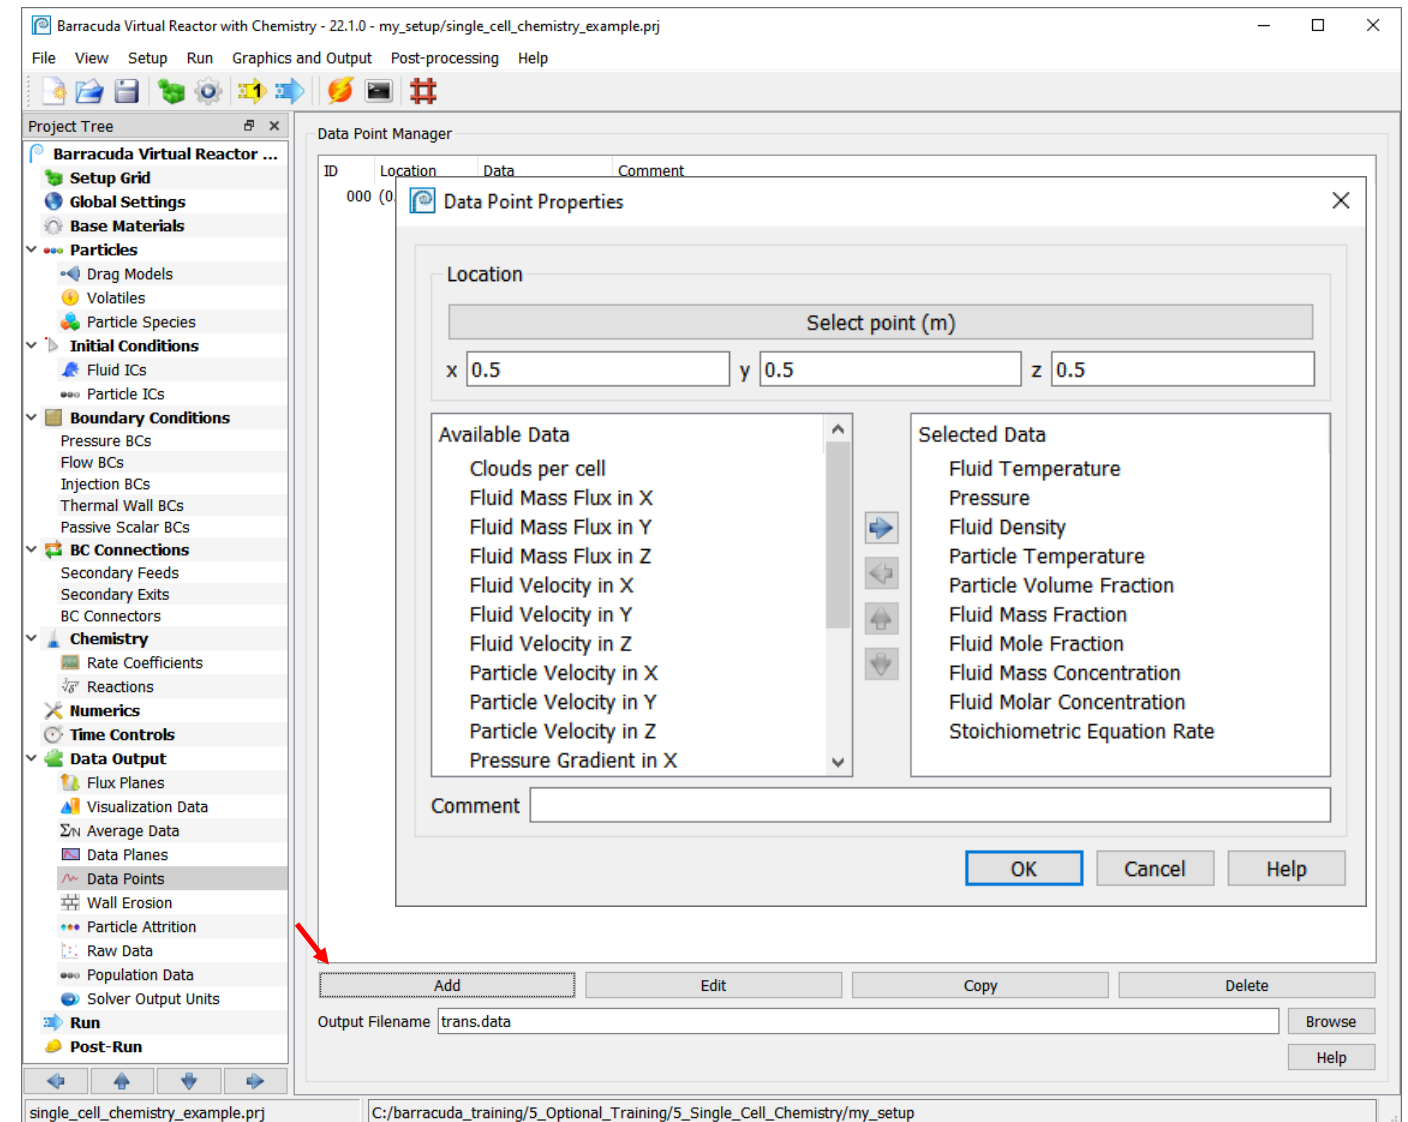 Barracuda Virtual Reactor with Chemistry - 22.1.0 - my_setup/single_cell_chemistry_example.prj
File View Setup Run Graphics and Output Post-processing Help
1
Project Tree
Barracuda Virtual Reactor ...
Setup Grid
Global Settings
Base Materials
Particles
Drag Models
Volatiles
Particle Species
Initial Conditions
Fluid ICs
Particle ICs
Boundary Conditions
Pressure BCs
Flow BCs
Injection BCs
Thermal Wall BCs
Passive Scalar BCs
BC Connections
Secondary Feeds
Secondary Exits
BC Connectors
Chemistry
Rate Coefficients
Reactions
Numerics
Time Controls
Data Output
Flux Planes
Visualization Data
Σ/N Average Data
Data Planes
Data Points
Wall Erosion
Particle Attrition
Raw Data
Population Data
Solver Output Units
Run
Post-Run
Data Point Manager
ID Location Data Comment
000 (0.
Data Point Properties
Location
Select point (m)
x 0.5 y 0.5 z 0.5
Available Data
Clouds per cell
Fluid Mass Flux in X
Fluid Mass Flux in Y
Fluid Mass Flux in Z
Fluid Velocity in X
Fluid Velocity in Y
Fluid Velocity in Z
Particle Velocity in X
Particle Velocity in Y
Particle Velocity in Z
Pressure Gradient in X
Selected Data
Fluid Temperature
Pressure
Fluid Density
Particle Temperature
Particle Volume Fraction
Fluid Mass Fraction
Fluid Mole Fraction
Fluid Mass Concentration
Fluid Molar Concentration
Stoichiometric Equation Rate
Comment
OK Cancel Help
Add Edit Copy Delete
Output Filename trans.data Browse
Help
single_cell_chemistry_example.prj C:/barracuda_training/5_Optional_Training/5_Single_Cell_Chemistry/my_setup